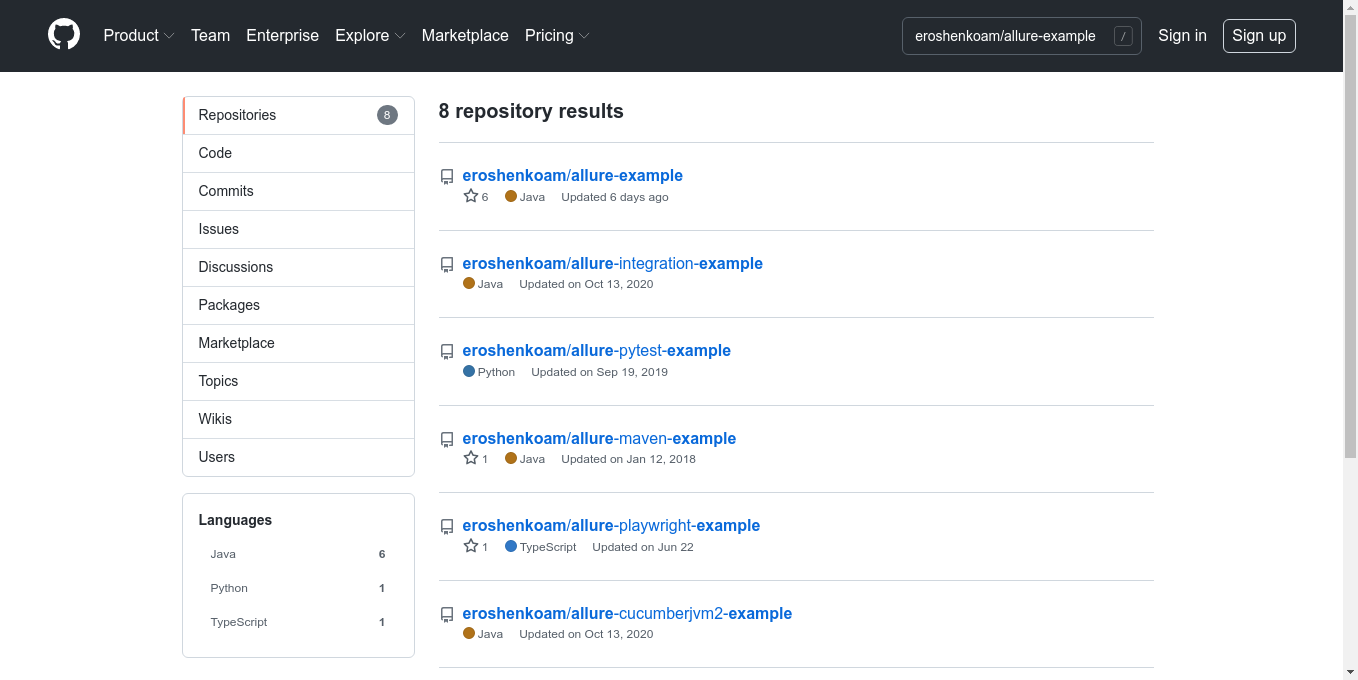 Product Team Enterprise Explore Marketplace Pricing eroshenkoam/allure-example / Sign in Sign up
Repositories 8
Code
Commits
Issues
Discussions
Packages
Marketplace
Topics
Wikis
Users
Languages
Java 6
Python 1
TypeScript 1
8 repository results
eroshenkoam/allure-example
6 Java Updated 6 days ago
eroshenkoam/allure-integration-example
Java Updated on Oct 13, 2020
eroshenkoam/allure-pytest-example
Python Updated on Sep 19, 2019
eroshenkoam/allure-maven-example
1 Java Updated on Jan 12, 2018
eroshenkoam/allure-playwright-example
1 TypeScript Updated on Jun 22
eroshenkoam/allure-cucumberjvm2-example
Java Updated on Oct 13, 2020